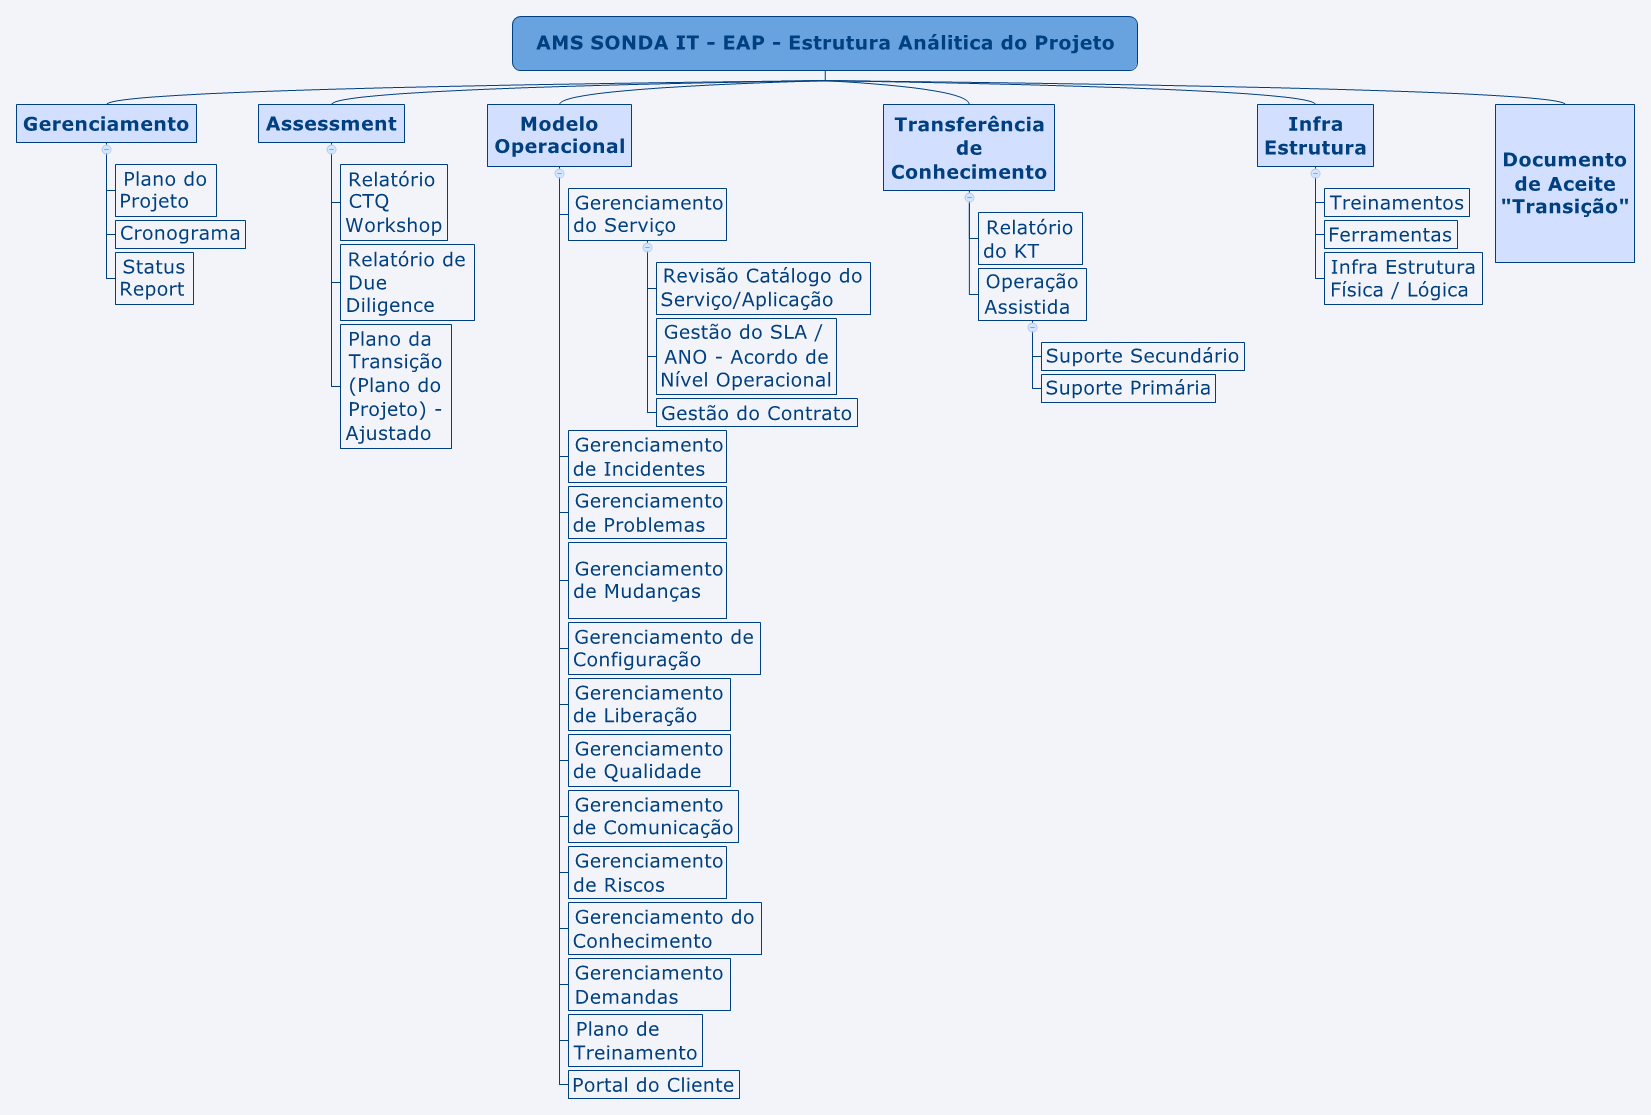 AMS SONDA IT - EAP - Estrutura Análitica do Projeto
Gerenciamento
Plano do
Projeto
Cronograma
Status
Report
Assessment
Relatório
CTQ
Workshop
Relatório de
Due
Diligence
Plano da
Transição
(Plano do
Projeto) -
Ajustado
Modelo
Operacional
Gerenciamento
do Serviço
Revisão Catálogo do
Serviço/Aplicação
Gestão do SLA /
ANO - Acordo de
Nível Operacional
Gestão do Contrato
Gerenciamento
de Incidentes
Gerenciamento
de Problemas
Gerenciamento
de Mudanças
Gerenciamento de
Configuração
Gerenciamento
de Liberação
Gerenciamento
de Qualidade
Gerenciamento
de Comunicação
Gerenciamento
de Riscos
Gerenciamento do
Conhecimento
Gerenciamento
Demandas
Plano de
Treinamento
Portal do Cliente
Transferência
de
Conhecimento
Relatório
do KT
Operação
Assistida
Suporte Secundário
Suporte Primária
Infra
Estrutura
Treinamentos
Ferramentas
Infra Estrutura
Física / Lógica
Documento
de Aceite
"Transição"